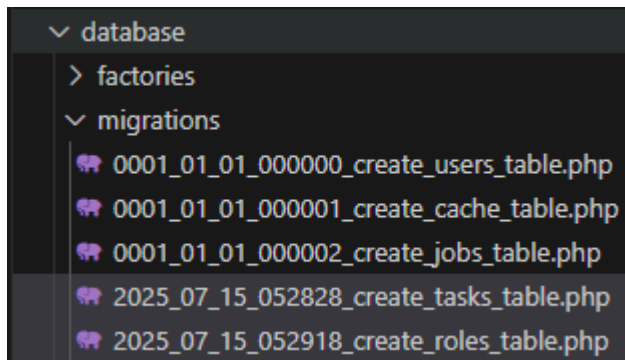 database
factories
migrations
0001_01_01_000000_create_users_table.php
0001_01_01_000001_create_cache_table.php
0001_01_01_000002_create_jobs_table.php
2025_07_15_052828_create_tasks_table.php
2025_07_15_052918_create_roles_table.php